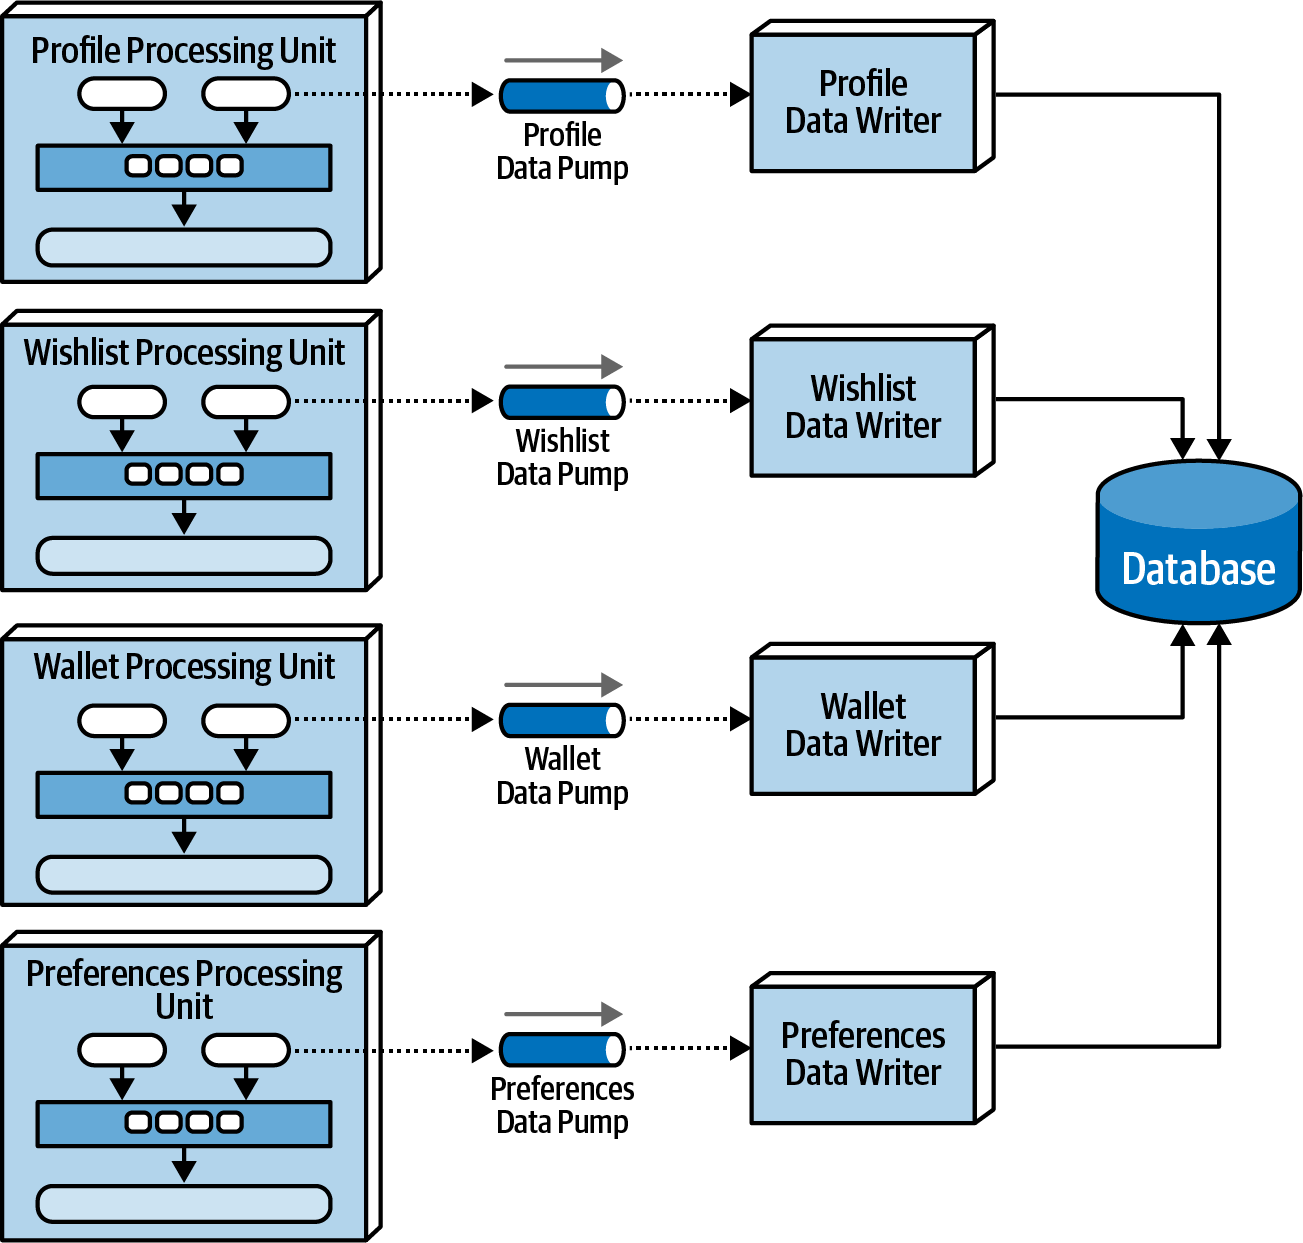 Profile Processing Unit
Profile
Data Pump
Profile
Data Writer
Wishlist Processing Unit
Wishlist
Data Pump
Wishlist
Data Writer
Database
Wallet Processing Unit
Wallet
Data Pump
Wallet
Data Writer
Preferences Processing
Unit
Preferences
Data Pump
Preferences
Data Writer